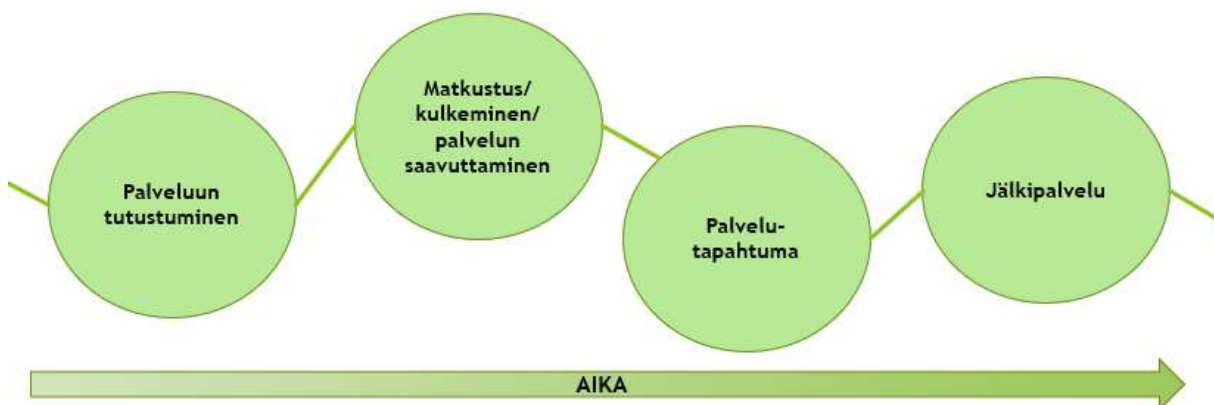 Palveluun
tutustuminen
Matkustus/
kulkeminen/
palvelun
saavuttaminen
Palvelu-
tapahtuma
Jälkipalvelu
AIKA